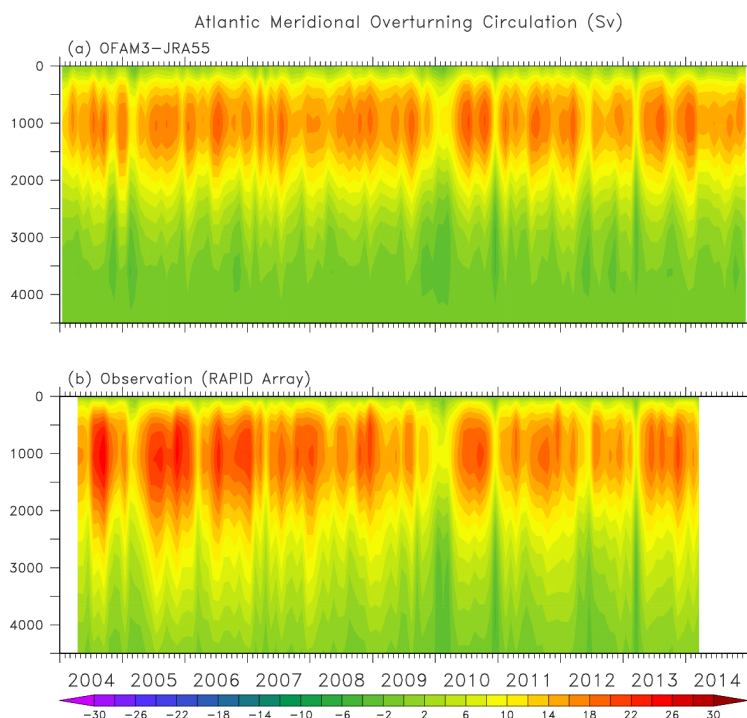 Atlantic Meridional Overturning Circulation (Sv)
(a) OFAM3-JRA55
0
1000
2000
3000
4000
(b) Observation (RAPID Array)
0
1000
2000
3000
4000
2004 2005 2006 2007 2008 2009 2010 2011 2012 2013 2014
-30 -26 -22 -18 -14 -10 -6 -2 2 6 10 14 18 22 26 30